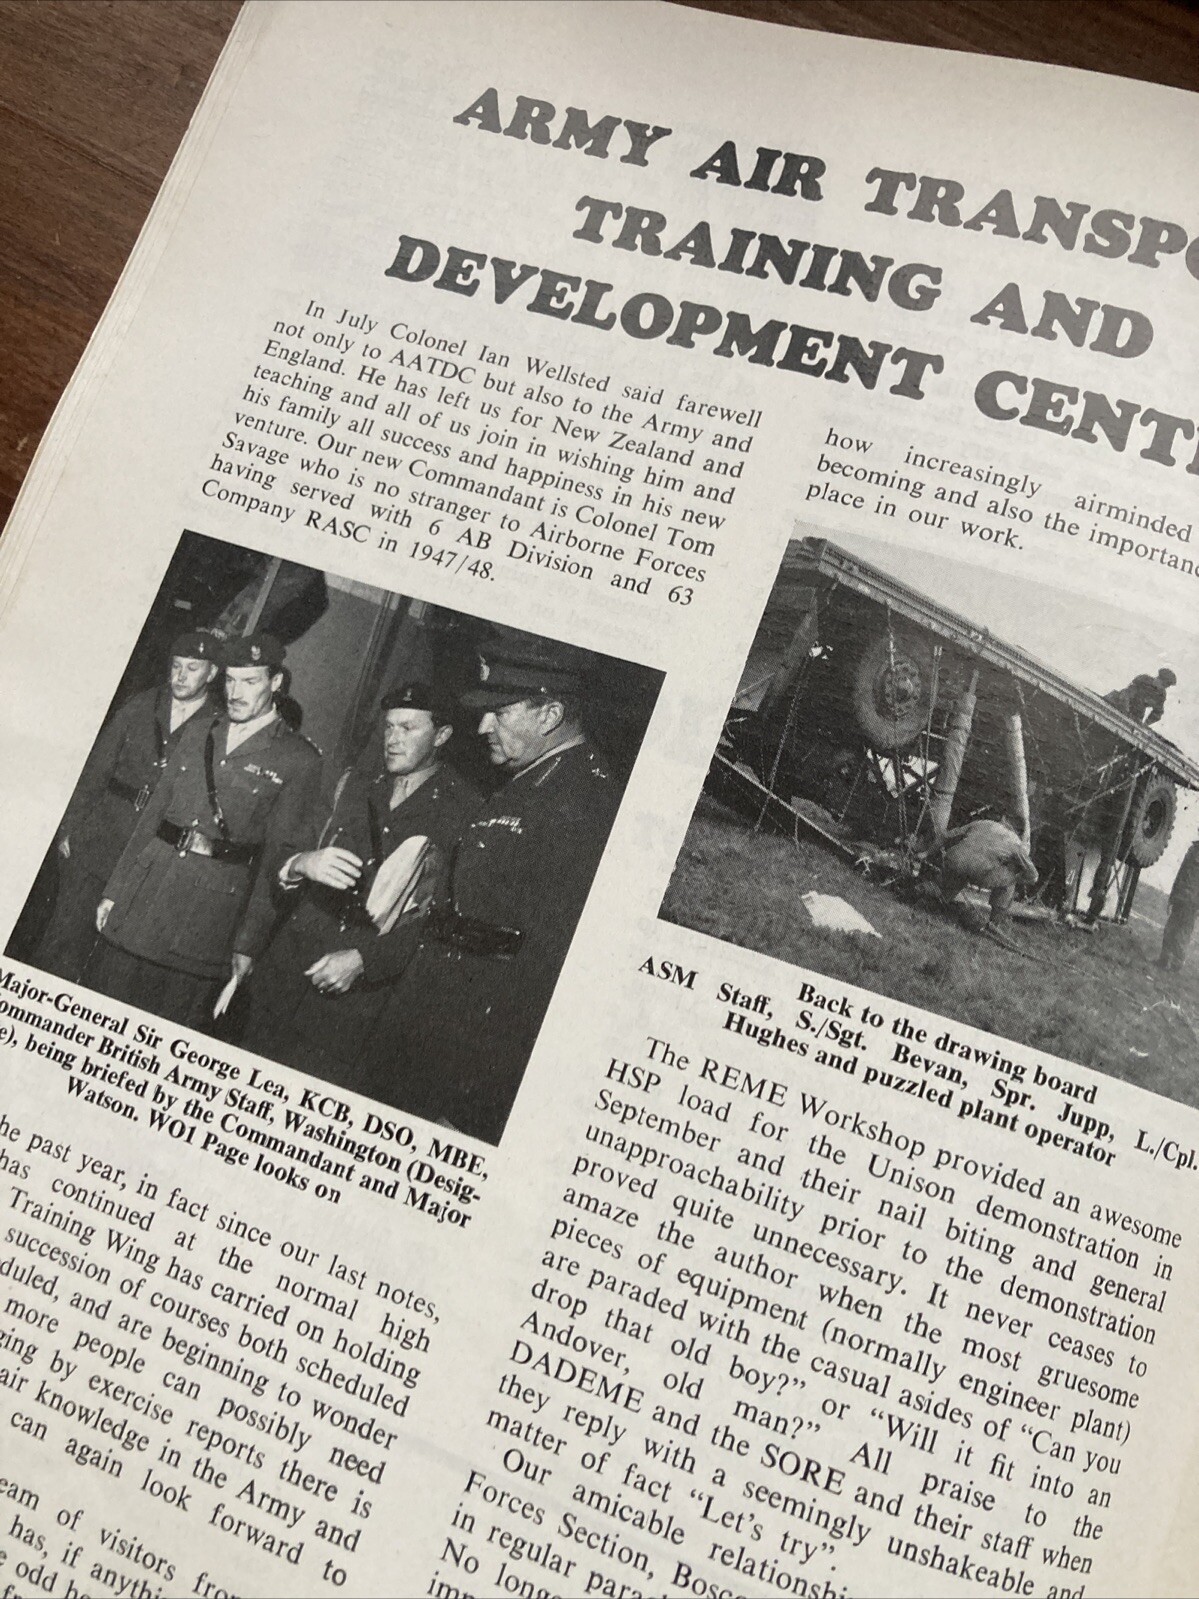 ARMY AIR
TRAINING AND
DEVELOPMENT
In July Colonel Ian Wellsted said farewell
not only to AATDC but also to the Army and
England. He has left us for New Zealand and
teaching and all of us join in wishing him and
his family all success and happiness in his new
venture. Our new Commandant is Colonel Tom
Savage who is no stranger to Airborne Forces
having served with 6 AB Division and 63
Company RASC in 1947/48.
Major-General Sir George Lea, KCB, DSO, MBE,
Commander British Army Staff, Washington (Desig-
being briefed by the Commandant and Major
Watson. WO1 Page looks on
the past year, in fact since our last notes,
has continued at the normal high
Training Wing has carried on holding
succession of courses both scheduled
and are beginning to wonder
more people can possibly need
by exercise reports there is
air knowledge in the Army and
can again look forward to
of visitors
has, if
odd
how increasingly airminded
becoming and also the
place in our work.
Back to the drawing board
ASM Staff, S./Sgt. Bevan, Spr. Jupp, L./Cpl.
Hughes and puzzled plant operator
The REME Workshop provided an awesome
HSP load for the Unison demonstration in
September and their nail biting and general
unapproachability prior to the demonstration
proved quite unnecessary. It never ceases to
amaze the author when the most gruesome
pieces of equipment (normally engineer plant)
are paraded with the casual asides of "Can you
drop that old boy?" or "Will it fit into an
Andover, old man?" All praise to the
DADEME and the SORE and their staff when
they reply with a seemingly unshakeable and
matter of fact "Let's try".
Our amicable
Forces Section,
in regular
No